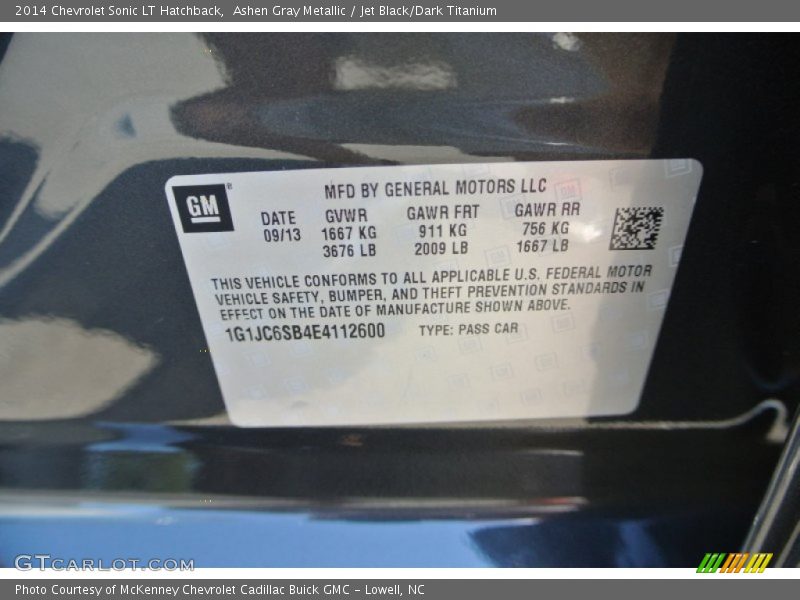 2014 Chevrolet Sonic LT Hatchback, Ashen Gray Metallic / Jet Black/Dark Titanium
GM
MFD BY GENERAL MOTORS LLC
DATE GVWR GAWR FRT GAWR RR
09/13 1667 KG 911 KG 756 KG
3676 LB 2009 LB 1667 LB
THIS VEHICLE CONFORMS TO ALL APPLICABLE U.S. FEDERAL MOTOR
VEHICLE SAFETY, BUMPER, AND THEFT PREVENTION STANDARDS IN
EFFECT ON THE DATE OF MANUFACTURE SHOWN ABOVE.
1G1JC6SB4E4112600 TYPE: PASS CAR
GTCARLOT.COM
Photo Courtesy of McKenney Chevrolet Cadillac Buick GMC - Lowell, NC